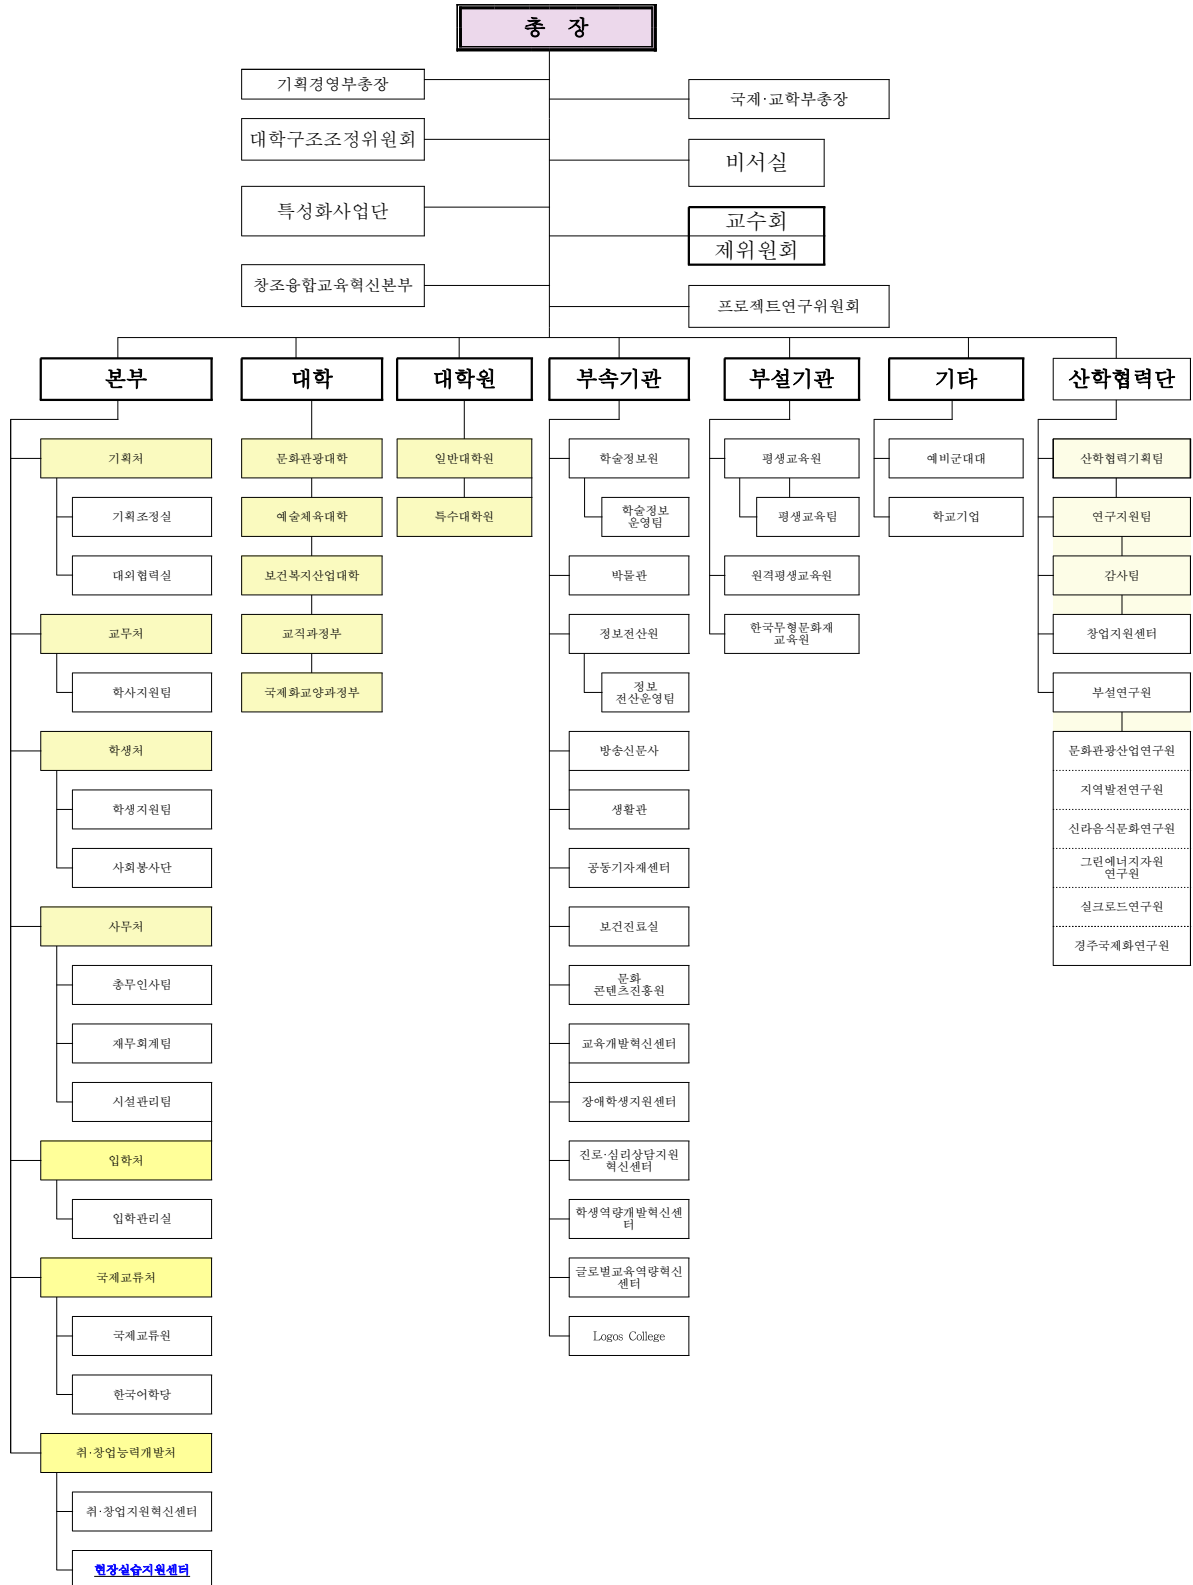 총 장
기획경영부총장
국제·교학부총장
대학구조조정위원회
비서실
특성화사업단
교수회
제위원회
창조융합교육혁신본부
프로젝트연구위원회
본부
대학
대학원
부속기관
부설기관
기타
산학협력단
기획처
기획조정실
대외협력실
교무처
학사지원팀
학생처
학생지원팀
사회봉사단
사무처
총무인사팀
재무회계팀
시설관리팀
입학처
입학관리실
국제교류처
국제교류원
한국어학당
취·창업능력개발처
취·창업지원혁신센터
현장실습지원센터
문화관광대학
예술체육대학
보건복지산업대학
교직과정부
국제화교양과정부
일반대학원
특수대학원
학술정보원
학술정보
운영팀
박물관
정보전산원
정보
전산운영팀
방송신문사
생활관
공동기자재센터
보건진료실
문화
콘텐츠진흥원
교육개발혁신센터
장애학생지원센터
진로·심리상담지원
혁신센터
학생역량개발혁신센
터
글로벌교육역량혁신
센터
Logos College
평생교육원
평생교육팀
원격평생교육원
한국무형문화재
교육원
예비군대대
학교기업
산학협력기획팀
연구지원팀
감사팀
창업지원센터
부설연구원
문화관광산업연구원
지역발전연구원
신라음식문화연구원
그린에너지자원
연구원
실크로드연구원
경주국제화연구원